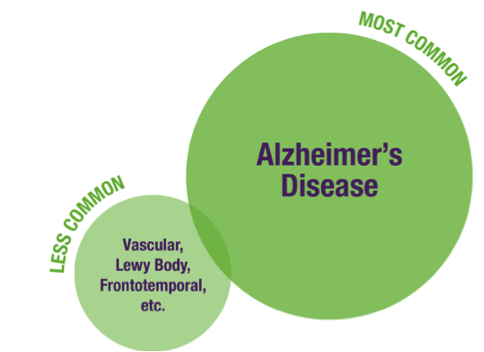 MOST COMMON
Alzheimer's
Disease
LESS COMMON
Vascular,
Lewy Body,
Frontotemporal,
etc.